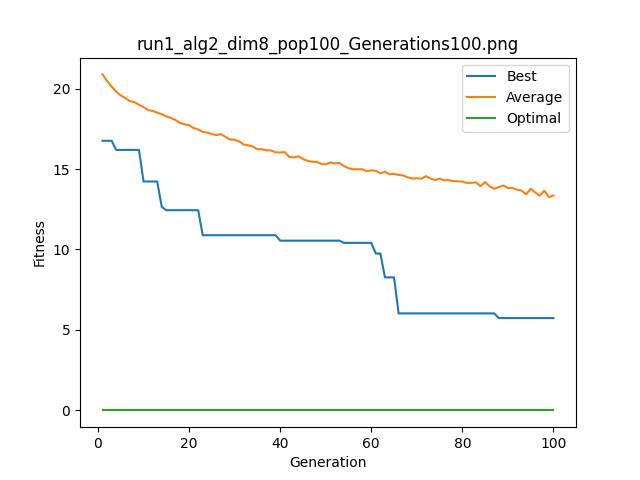 run1_alg2_dim8_pop100_Generations100.png
Best
Average
Optimal
20
15
10
5
0
Fitness
0 20 40 60 80 100
Generation